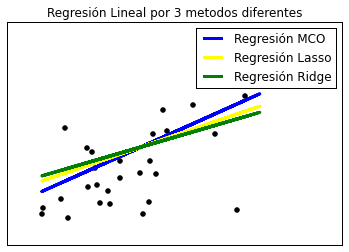 Regresión Lineal por 3 metodos diferentes
Regresión MCO
Regresión Lasso
Regresión Ridge